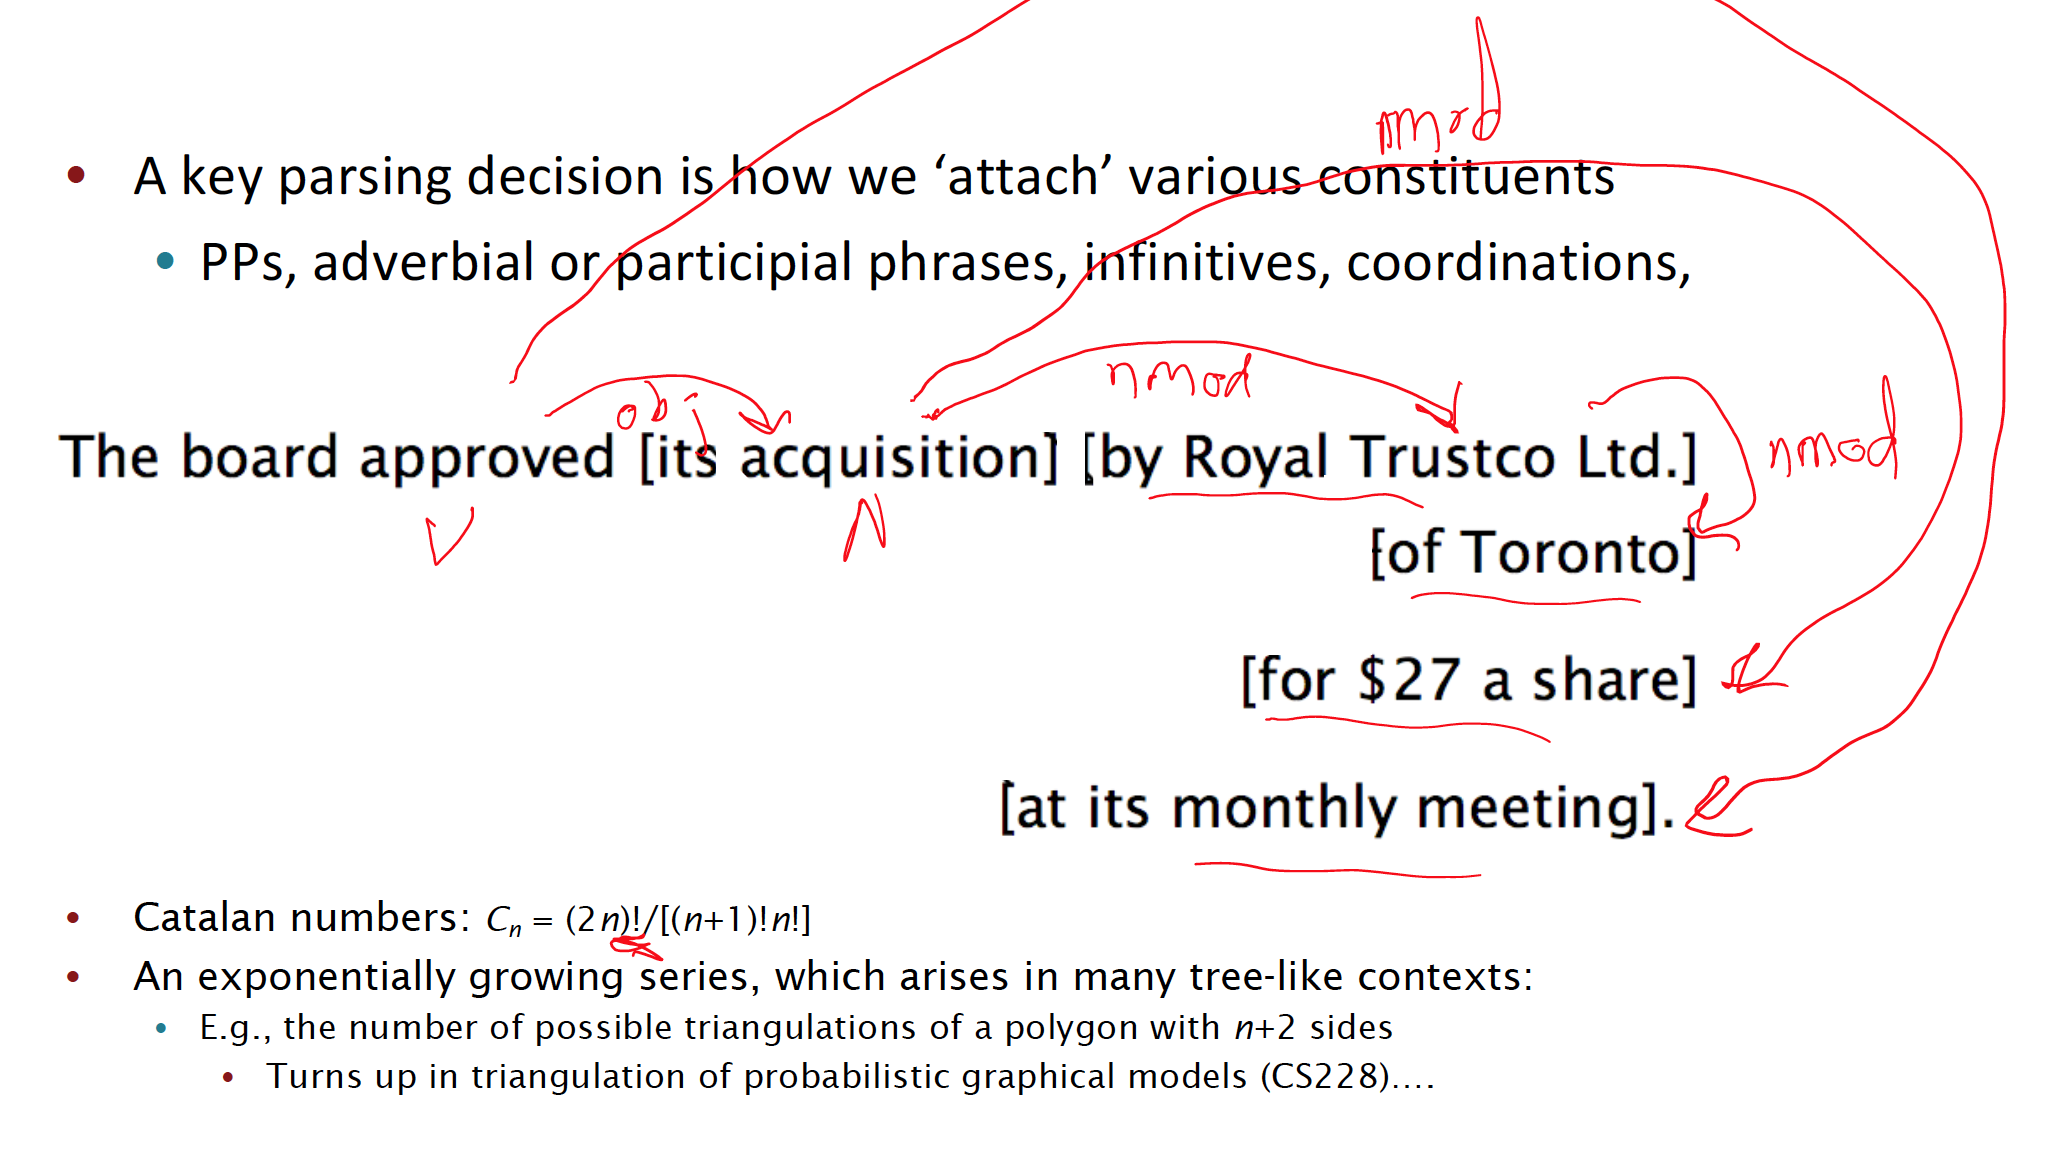 nmod
• A key parsing decision is how we ‘attach’ various constituents
• PPs, adverbial or participial phrases, infinitives, coordinations,
obj nmod nmod
The board approved [its acquisition] [by Royal Trustco Ltd.]
V N
[of Toronto]
[for $27 a share]
[at its monthly meeting].
• Catalan numbers: Cn = (2n)!/[(n+1)!n!]
• An exponentially growing series, which arises in many tree-like contexts:
• E.g., the number of possible triangulations of a polygon with n+2 sides
• Turns up in triangulation of probabilistic graphical models (CS228)....